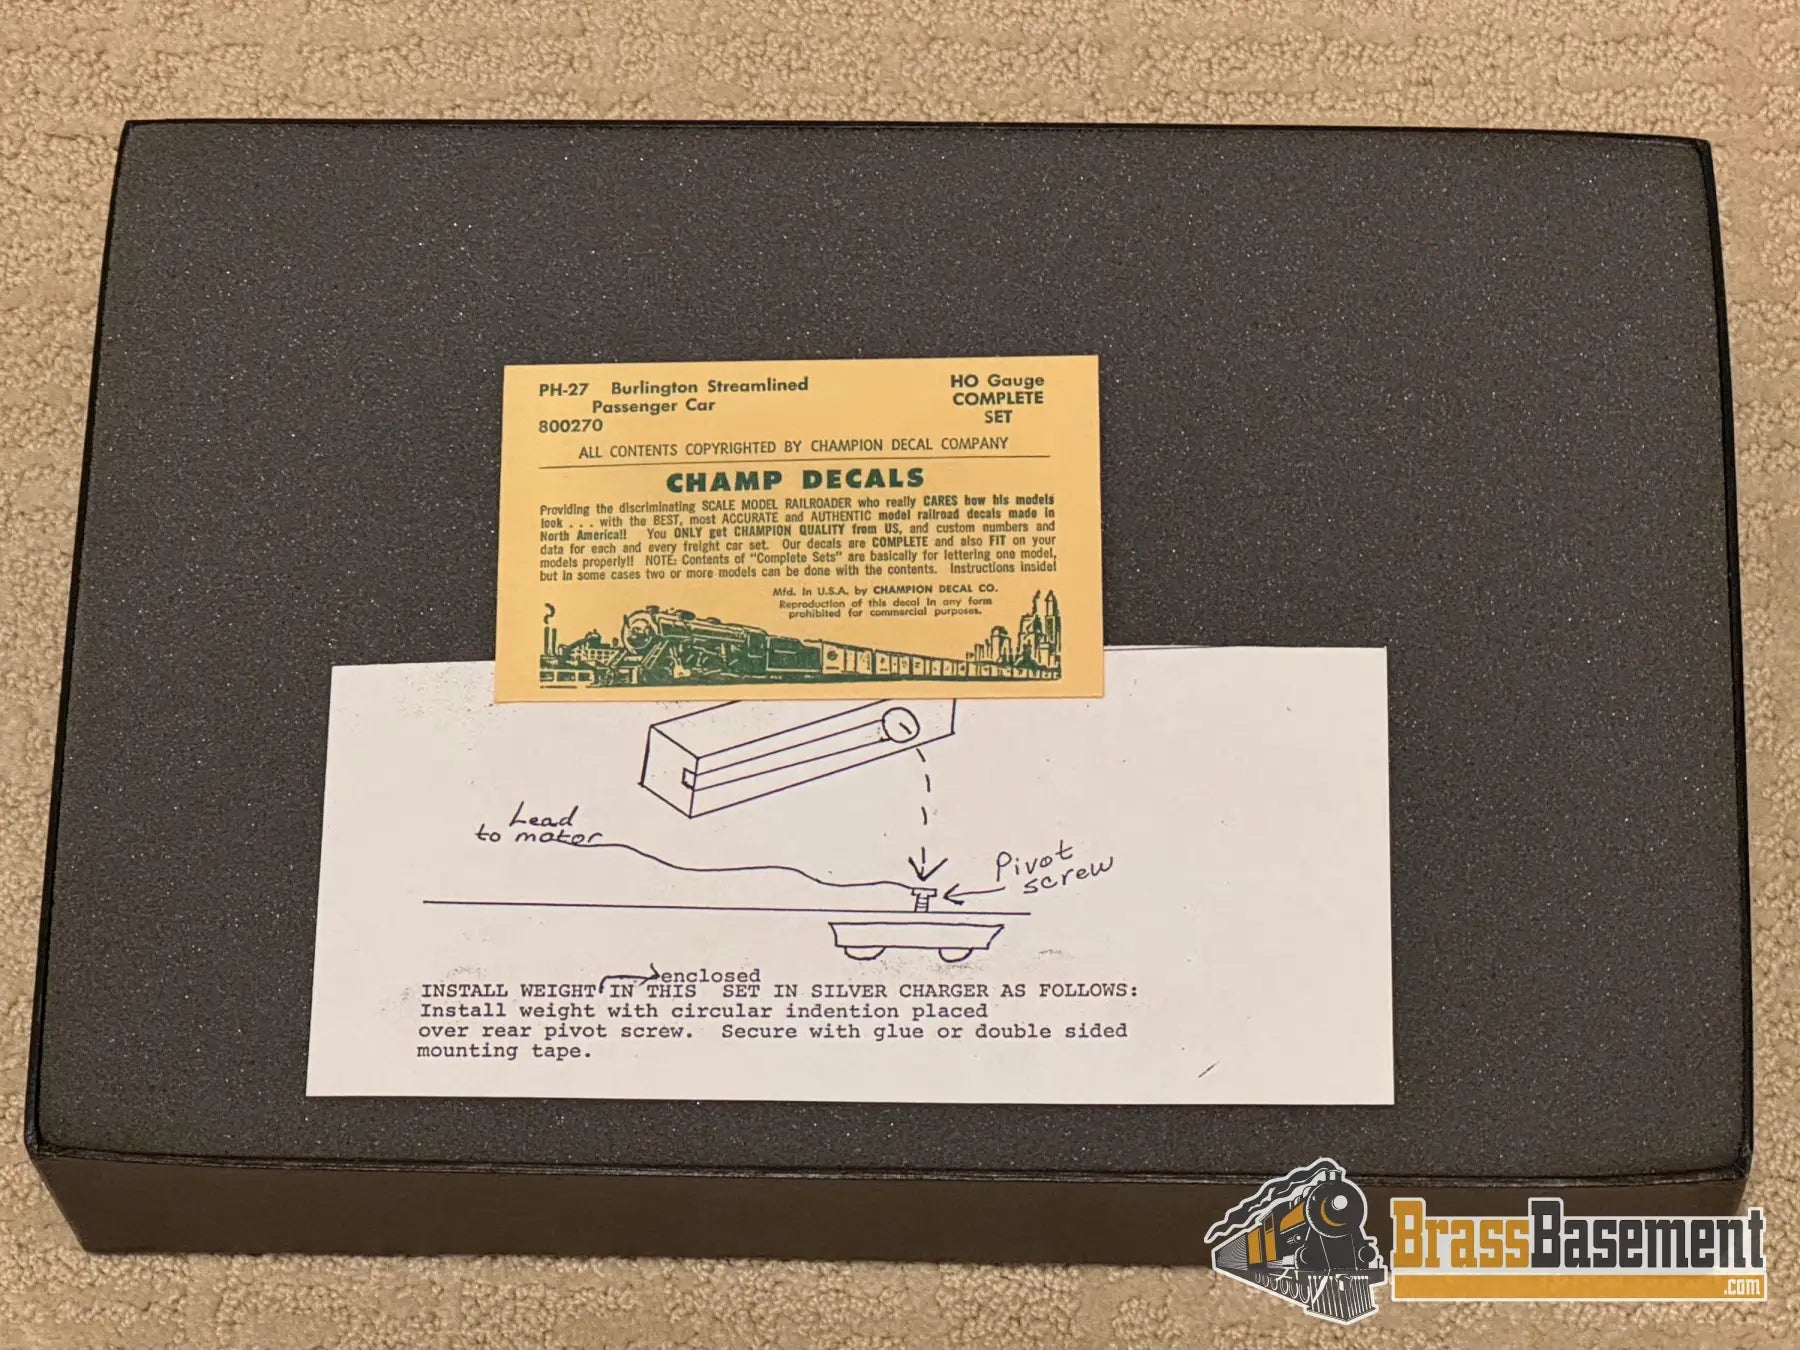 PH-27 Burlington Streamlined
Passenger Car
800270
HO Gauge
COMPLETE
SET
ALL CONTENTS COPYRIGHTED BY CHAMPION DECAL COMPANY
CHAMP DECALS
Providing the discriminating SCALE MODEL RAILROADER who really CARES how his models
look . . . with the BEST, most ACCURATE and AUTHENTIC model railroad decals made in
North America!! You ONLY get CHAMPION QUALITY from US, and custom numbers and
data for each and every freight car set. Our decals are COMPLETE and also FIT on your
models properly!! NOTE: Contents of "Complete Sets" are basically for lettering one model,
but in some cases two or more models can be done with the contents. Instructions inside!
Mfd. in U.S.A. by CHAMPION DECAL CO.
Reproduction of this decal in any form
prohibited for commercial purposes.
Lead
to motor
Pivot
screw
enclosed
INSTALL WEIGHT IN THIS SET IN SILVER CHARGER AS FOLLOWS:
Install weight with circular indention placed
over rear pivot screw. Secure with glue or double sided
mounting tape.
BrassBasement
.com